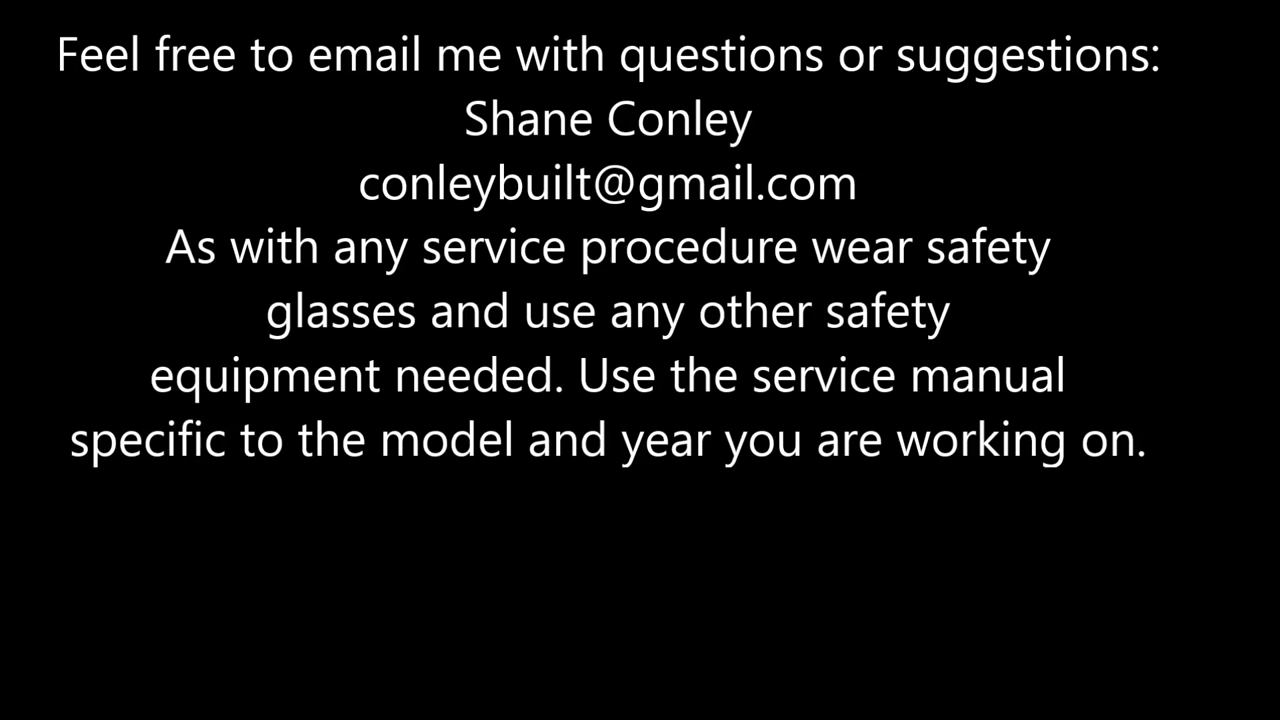 Feel free to email me with questions or suggestions:
Shane Conley
conleybuilt@gmail.com
As with any service procedure wear safety
glasses and use any other safety
equipment needed. Use the service manual
specific to the model and year you are working on.